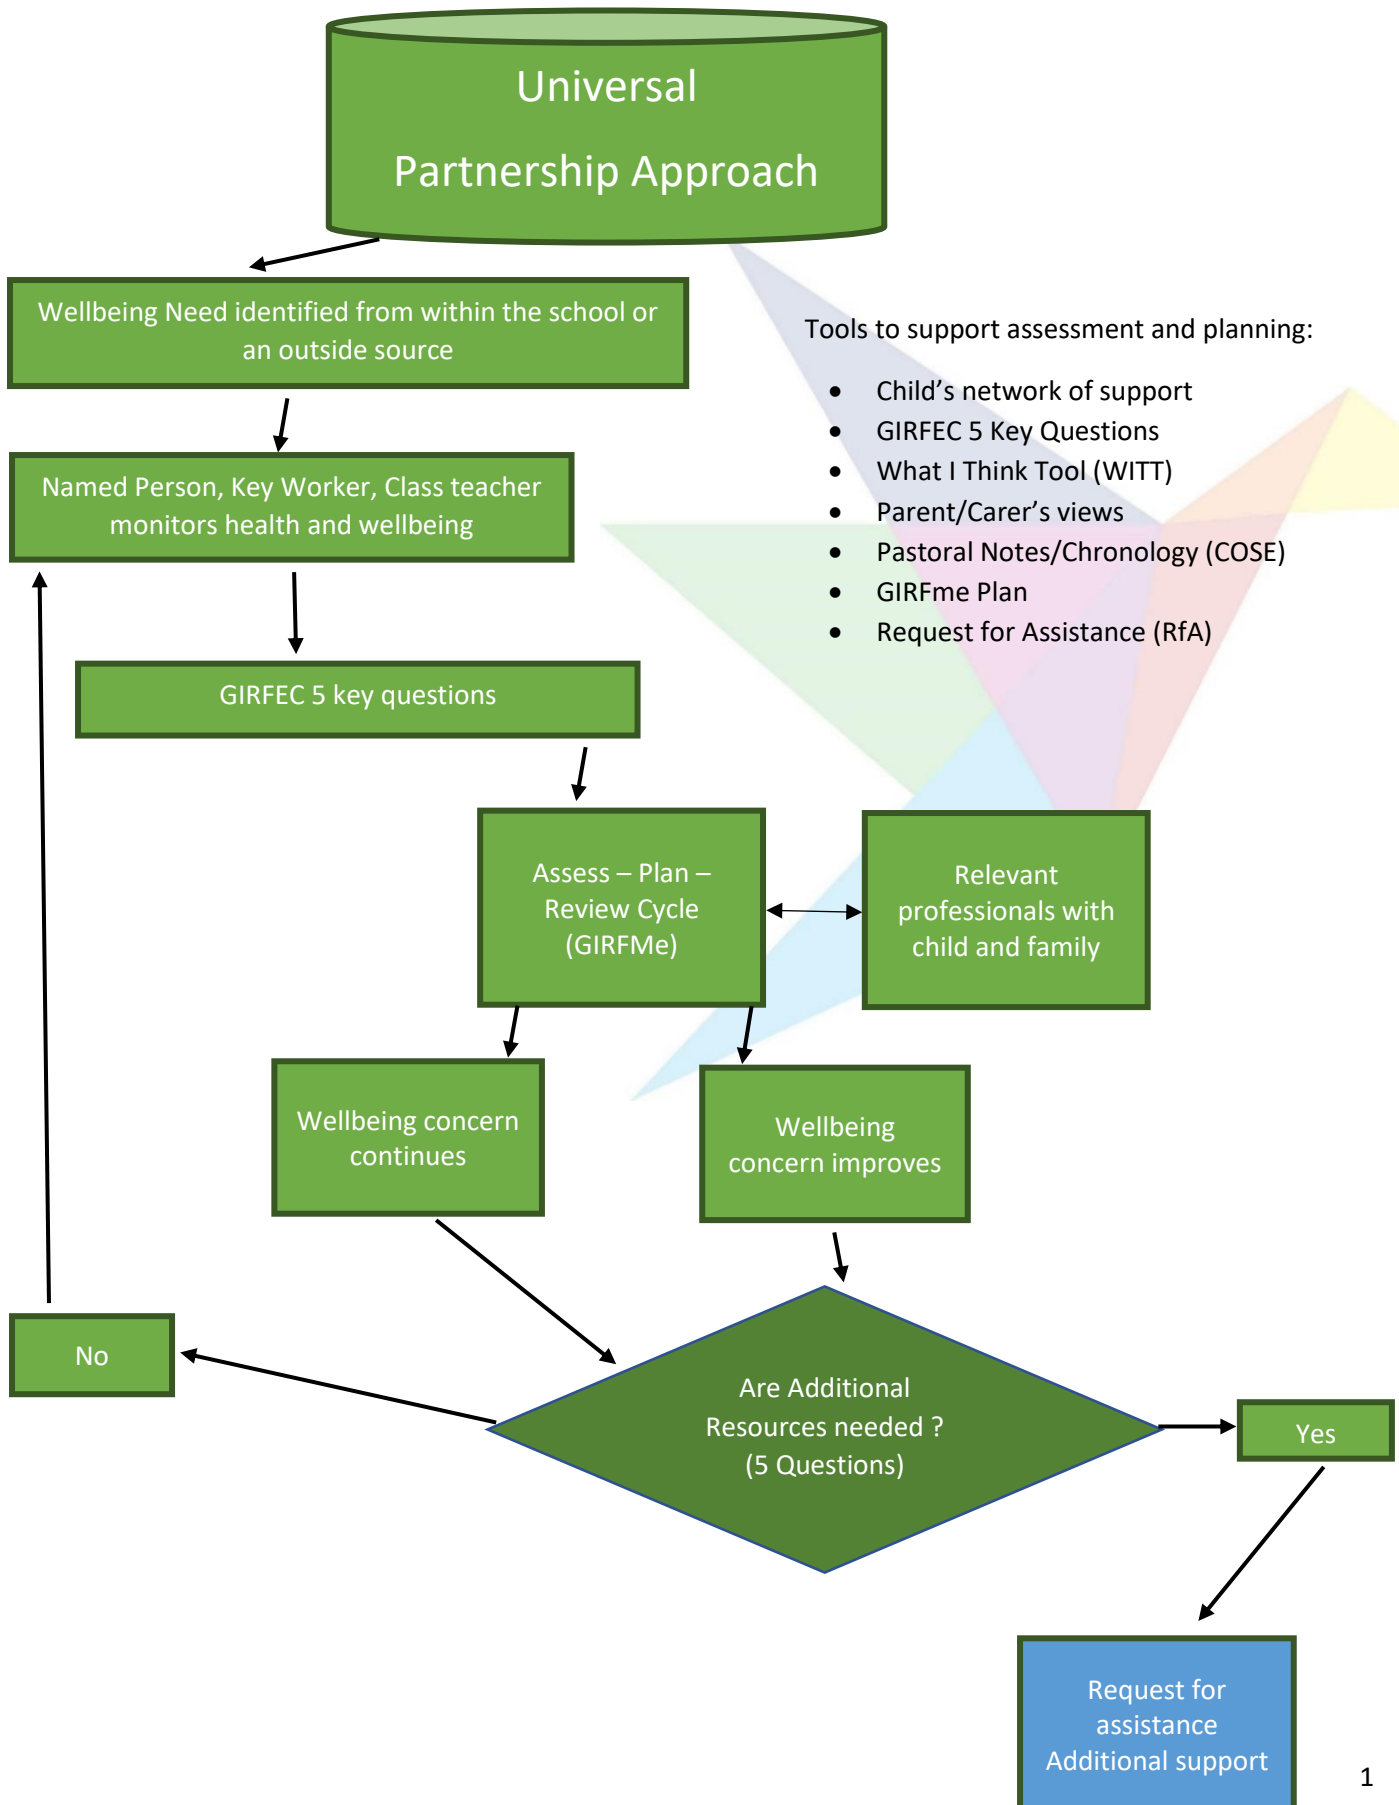 Universal
Partnership Approach
Wellbeing Need identified from within the school or
an outside source
Tools to support assessment and planning:
• Child’s network of support
• GIRFEC 5 Key Questions
• What I Think Tool (WITT)
• Parent/Carer’s views
• Pastoral Notes/Chronology (COSE)
• GIRFme Plan
• Request for Assistance (RfA)
Named Person, Key Worker, Class teacher
monitors health and wellbeing
GIRFEC 5 key questions
Assess – Plan –
Review Cycle
(GIRFMe)
Relevant
professionals with
child and family
Wellbeing concern
continues
Wellbeing
concern improves
No
Are Additional
Resources needed ?
(5 Questions)
Yes
Request for
assistance
Additional support
1